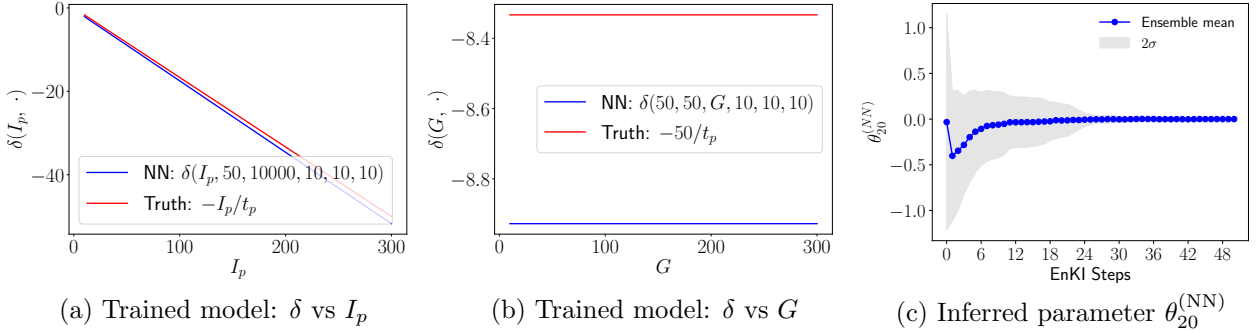 0
−20
−40
δ(I_p, ·)
NN: δ(I_p, 50, 10000, 10, 10, 10)
Truth: −I_p/t_p
0 100 200 300
I_p
(a) Trained model: δ vs I_p
−8.4
−8.6
−8.8
δ(G, ·)
NN: δ(50, 50, G, 10, 10, 10)
Truth: −50/t_p
0 100 200 300
G
(b) Trained model: δ vs G
1.0
0.5
0.0
−0.5
−1.0
θ_20^(NN)
Ensemble mean
2σ
0 6 12 18 24 30 36 42 48
EnKI Steps
(c) Inferred parameter θ_20^(NN)